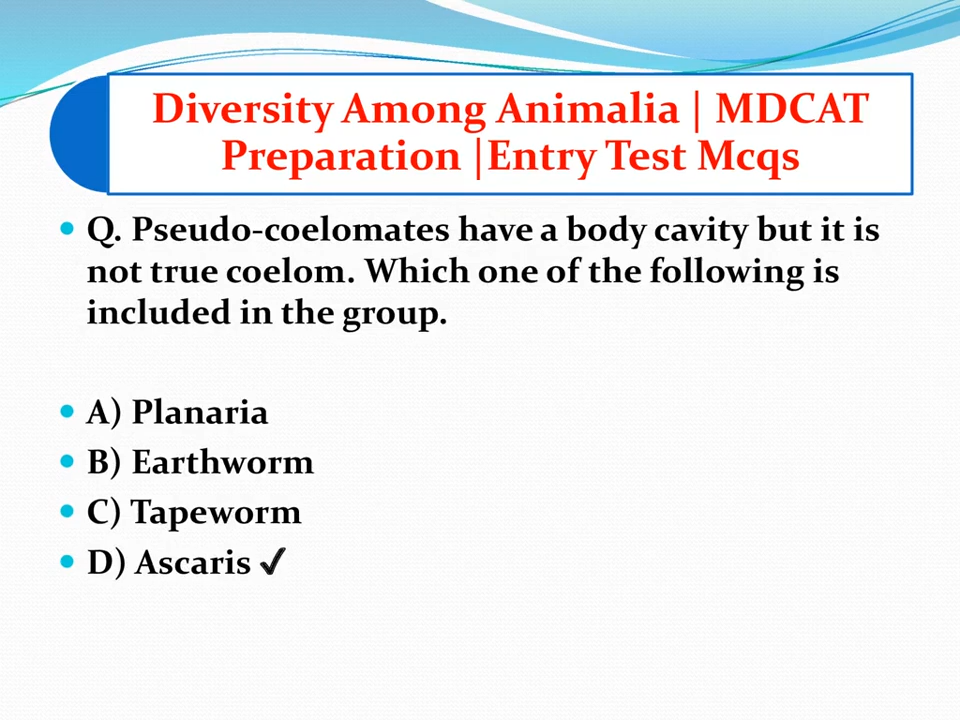 Diversity Among Animalia | MDCAT
Preparation |Entry Test Mcqs
• Q. Pseudo-coelomates have a body cavity but it is
not true coelom. Which one of the following is
included in the group.
• A) Planaria
• B) Earthworm
• C) Tapeworm
• D) Ascaris ✓